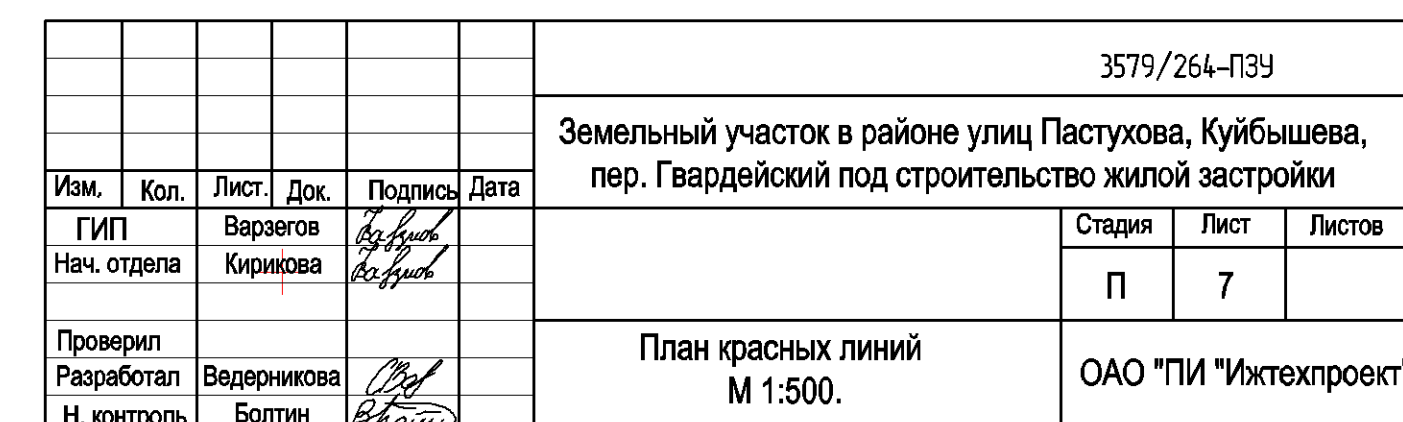 3579/264-ПЗУ
Земельный участок в районе улиц Пастухова, Куйбышева,
пер. Гвардейский под строительство жилой застройки
Изм, Кол. Лист. Док. Подпись Дата
ГИП Варзегов Стадия Лист Листов
Нач. отдела Кирикова П 7
Проверил План красных линий
Разработал Ведерникова М 1:500. ОАО "ПИ "Ижтехпроект"
Н. контроль Болтин